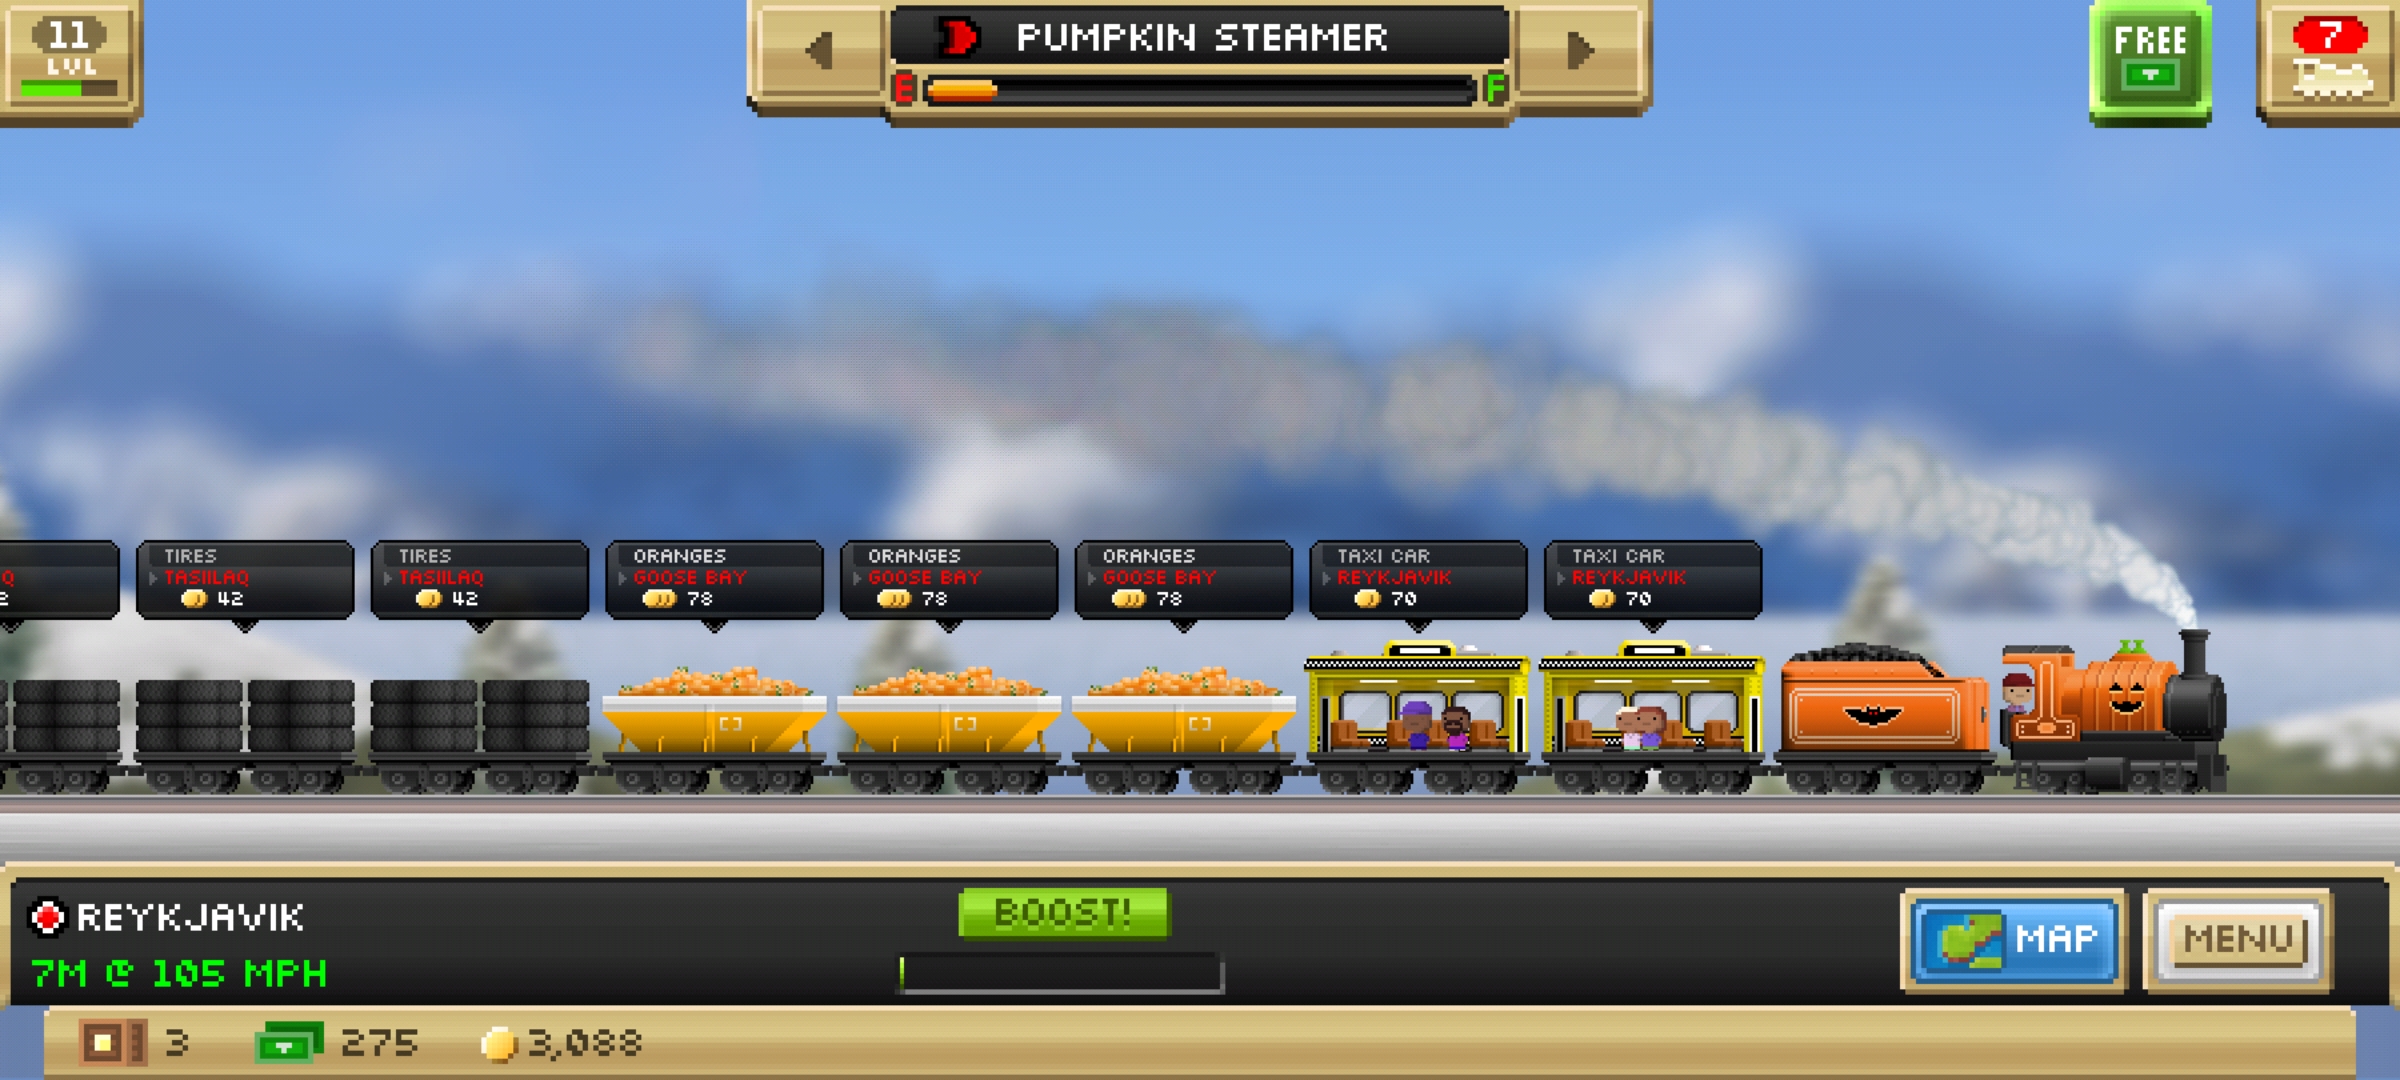 11
LVL
PUMPKIN STEAMER
E F
FREE
7
Q
2
TIRES
TASIILAQ
42
TIRES
TASIILAQ
42
ORANGES
GOOSE BAY
78
ORANGES
GOOSE BAY
78
ORANGES
GOOSE BAY
78
TAXI CAR
REYKJAVIK
70
TAXI CAR
REYKJAVIK
70
REYKJAVIK
7M @ 105 MPH
BOOST!
MAP
MENU
3
275
3,088